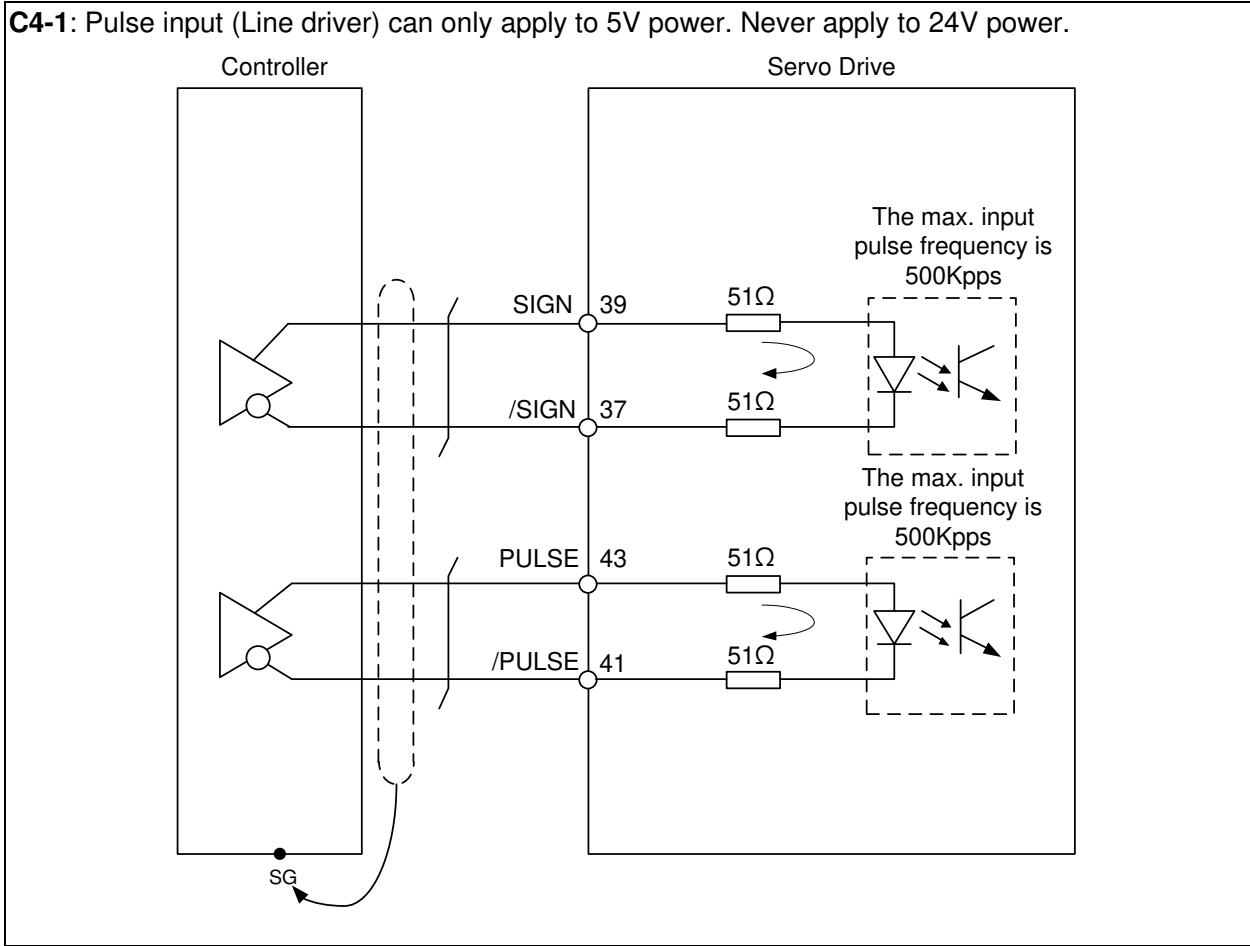 C4-1: Pulse input (Line driver) can only apply to 5V power. Never apply to 24V power.
Controller
Servo Drive
The max. input
pulse frequency is
500Kpps
SIGN 39
51Ω
/SIGN 37
51Ω
The max. input
pulse frequency is
500Kpps
PULSE 43
51Ω
/PULSE 41
51Ω
SG